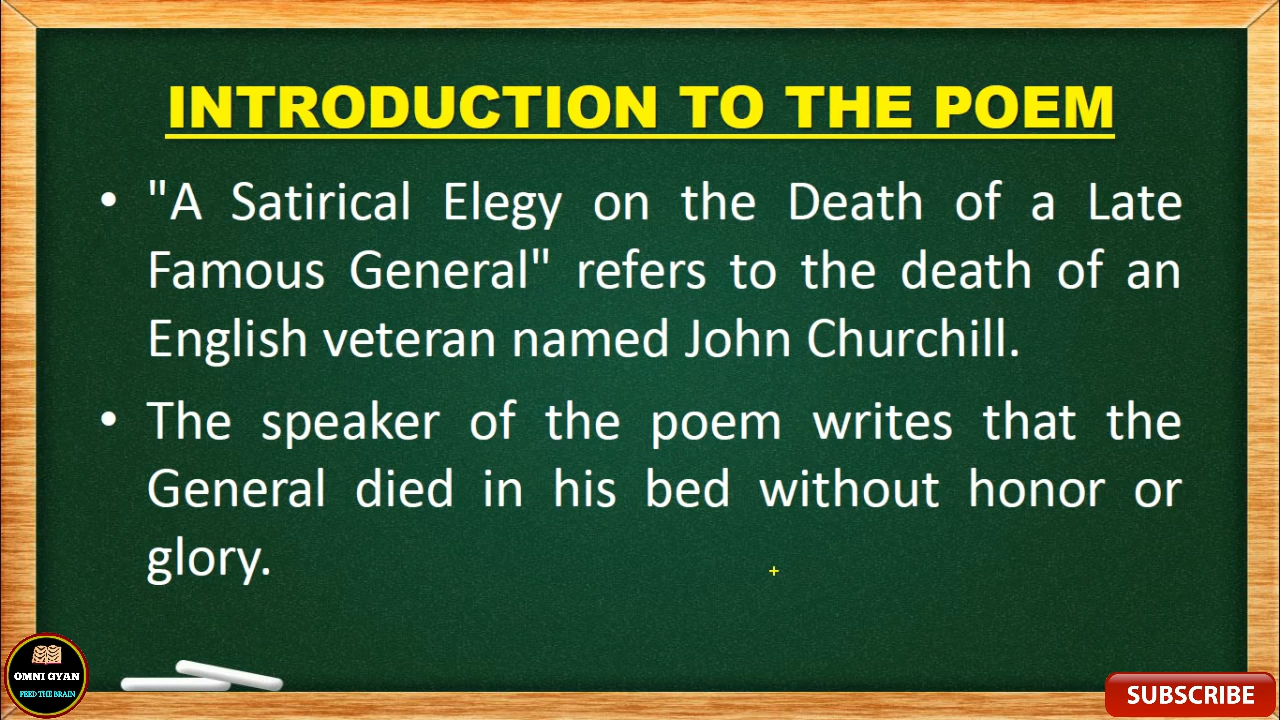 INTRODUCTION TO THE POEM
• "A Satirical Elegy on the Death of a Late
Famous General" refers to the death of an
English veteran named John Churchill.
• The speaker of the poem writes that the
General died in his bed without honor or
glory.
OMNI GYAN
FEED THE BRAIN
SUBSCRIBE